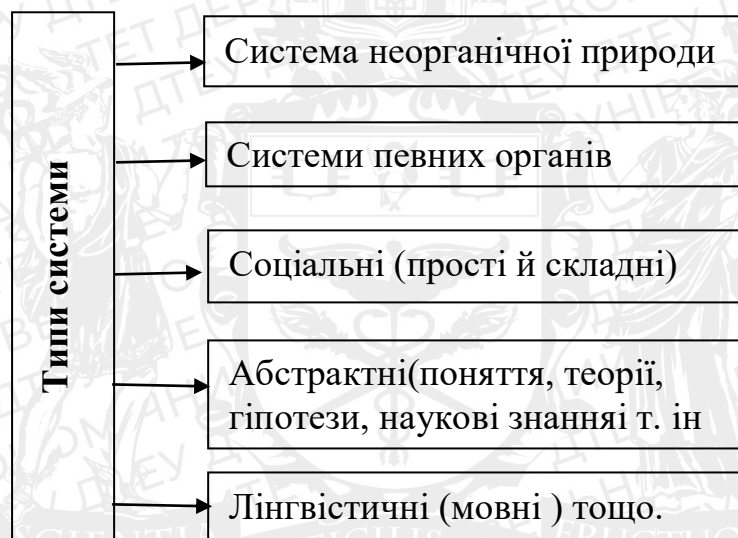 Типи системи
Система неорганічної природи
Системи певних органів
Соціальні (прості й складні)
Абстрактні(поняття, теорії,
гіпотези, наукові знанняі т. ін
Лінгвістичні (мовні ) тощо.